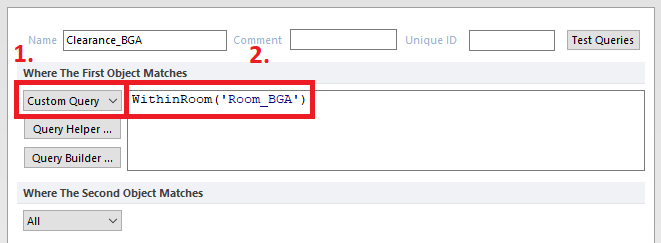 Name Clearance_BGA Comment Unique ID Test Queries
1. 2.
Where The First Object Matches
Custom Query WithinRoom('Room_BGA')
Query Helper ...
Query Builder ...
Where The Second Object Matches
All